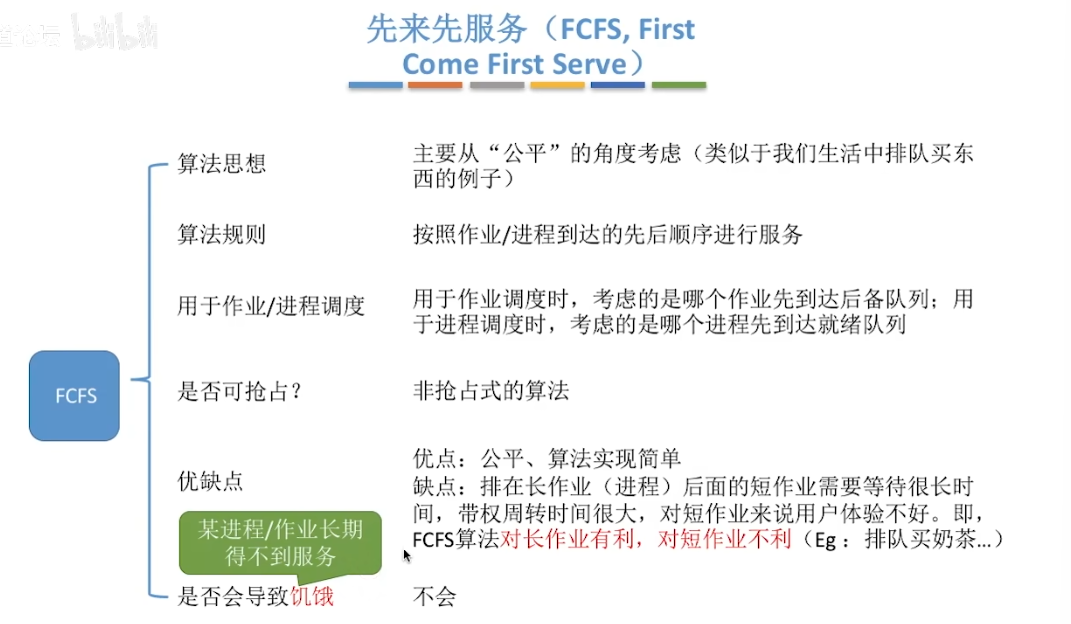 bilibili
先来先服务（FCFS, First
Come First Serve）
算法思想
主要从“公平”的角度考虑（类似于我们生活中排队买东
西的例子）
算法规则
按照作业/进程到达的先后顺序进行服务
用于作业/进程调度
用于作业调度时，考虑的是哪个作业先到达后备队列；用
于进程调度时，考虑的是哪个进程先到达就绪队列
FCFS
是否可抢占？
非抢占式的算法
优缺点
优点：公平、算法实现简单
缺点：排在长作业（进程）后面的短作业需要等待很长时
间，带权周转时间很大，对短作业来说用户体验不好。即，
FCFS算法对长作业有利，对短作业不利（Eg：排队买奶茶...）
某进程/作业长期
得不到服务
是否会导致饥饿
不会